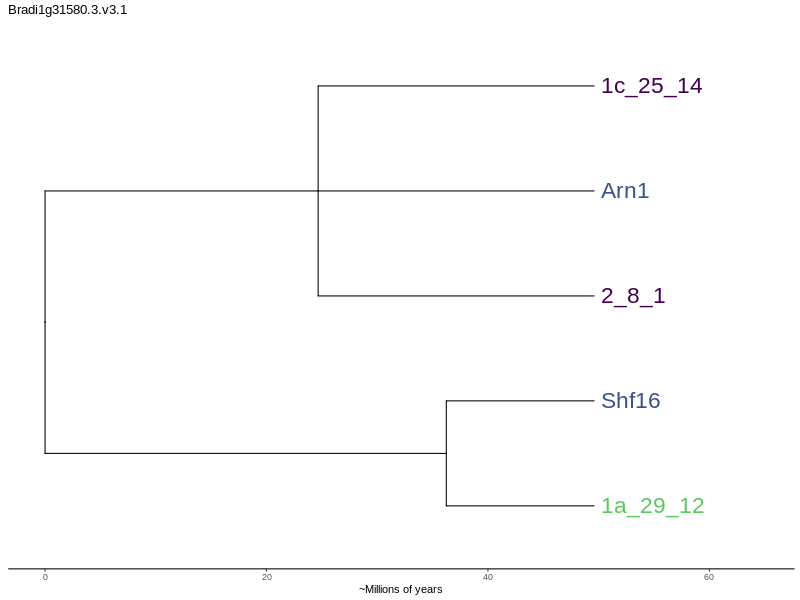 Bradi1g31580.3.v3.1
1c_25_14
Arn1
2_8_1
Shf16
1a_29_12
0 20 40 60
~Millions of years